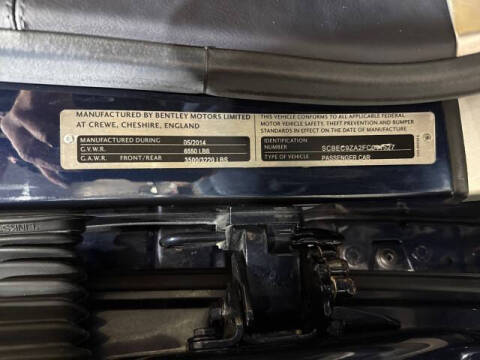 MANUFACTURED BY BENTLEY MOTORS LIMITED
AT CREWE, CHESHIRE, ENGLAND
MANUFACTURED DURING 05/2014
G.V.W.R. 6550 LBS
G.A.W.R. FRONT/REAR 3500/3220 LBS
THIS VEHICLE CONFORMS TO ALL APPLICABLE FEDERAL
MOTOR VEHICLE SAFETY, THEFT PREVENTION AND BUMPER
STANDARDS IN EFFECT ON THE DATE OF MANUFACTURE
IDENTIFICATION
NUMBER
TYPE OF VEHICLE PASSENGER CAR